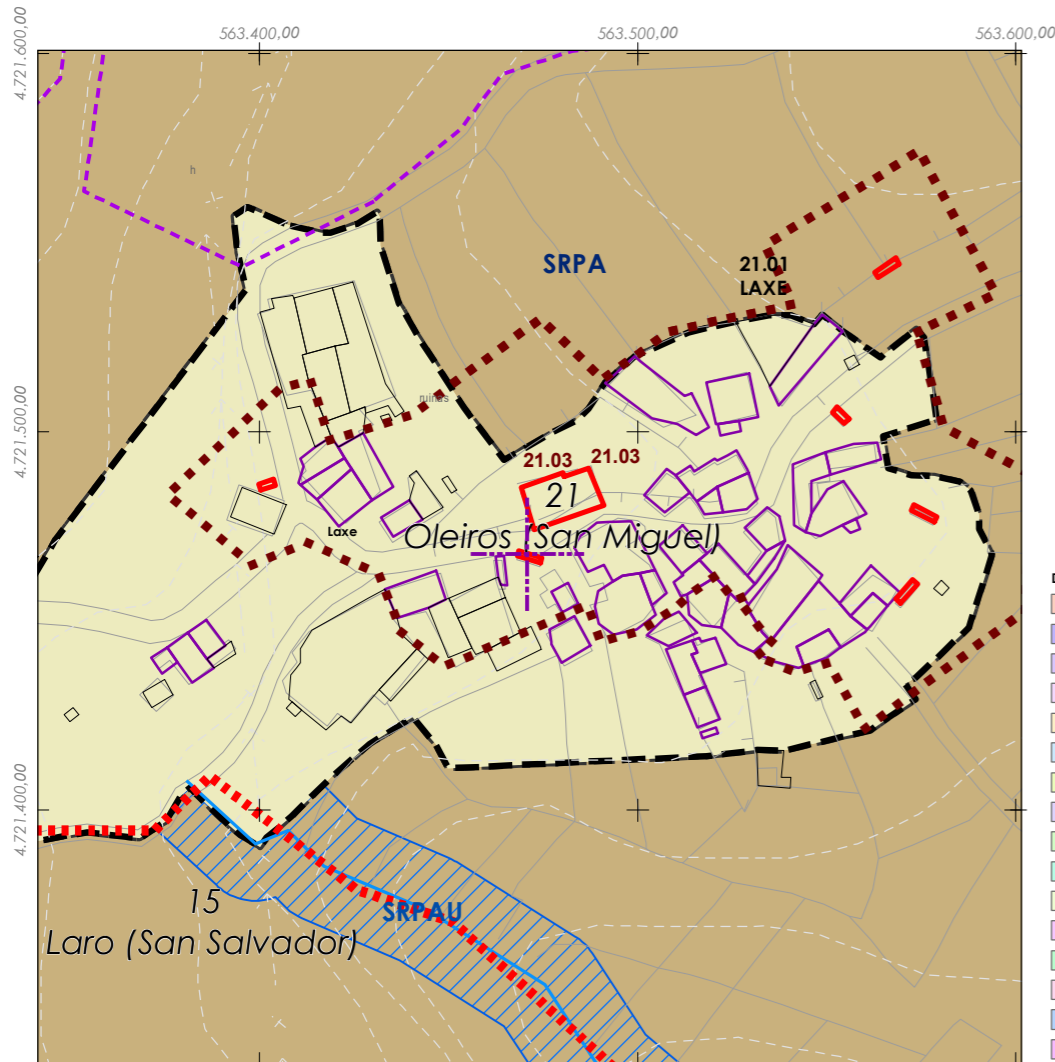 563.400,00
563.500,00
563.600,00
4.721.600,00
h
SRPA
21.01
LAXE
ruinas
4.721.500,00
21.03
21.03
21
Laxe
Oleiros (San Miguel)
4.721.400,00
15
SRPAU
Laro (San Salvador)